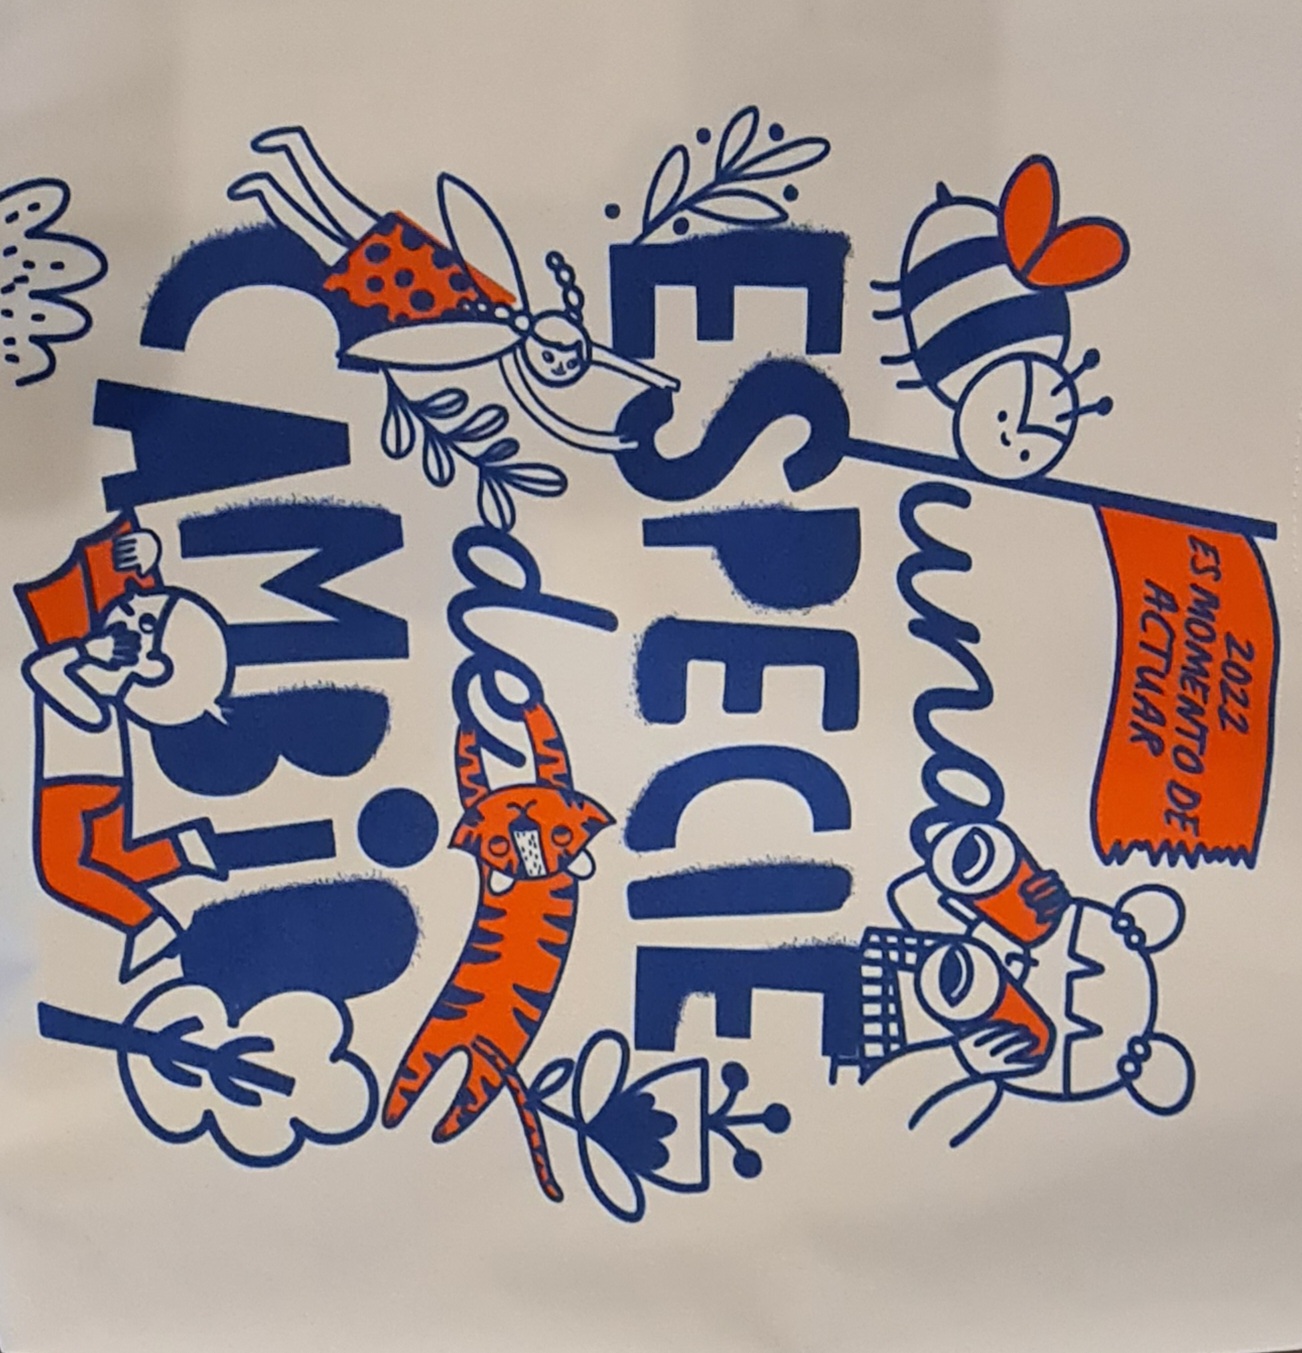 2022
ES MOMENTO DE
ACTUAR
una
ESPECIE
de
CAMBIO